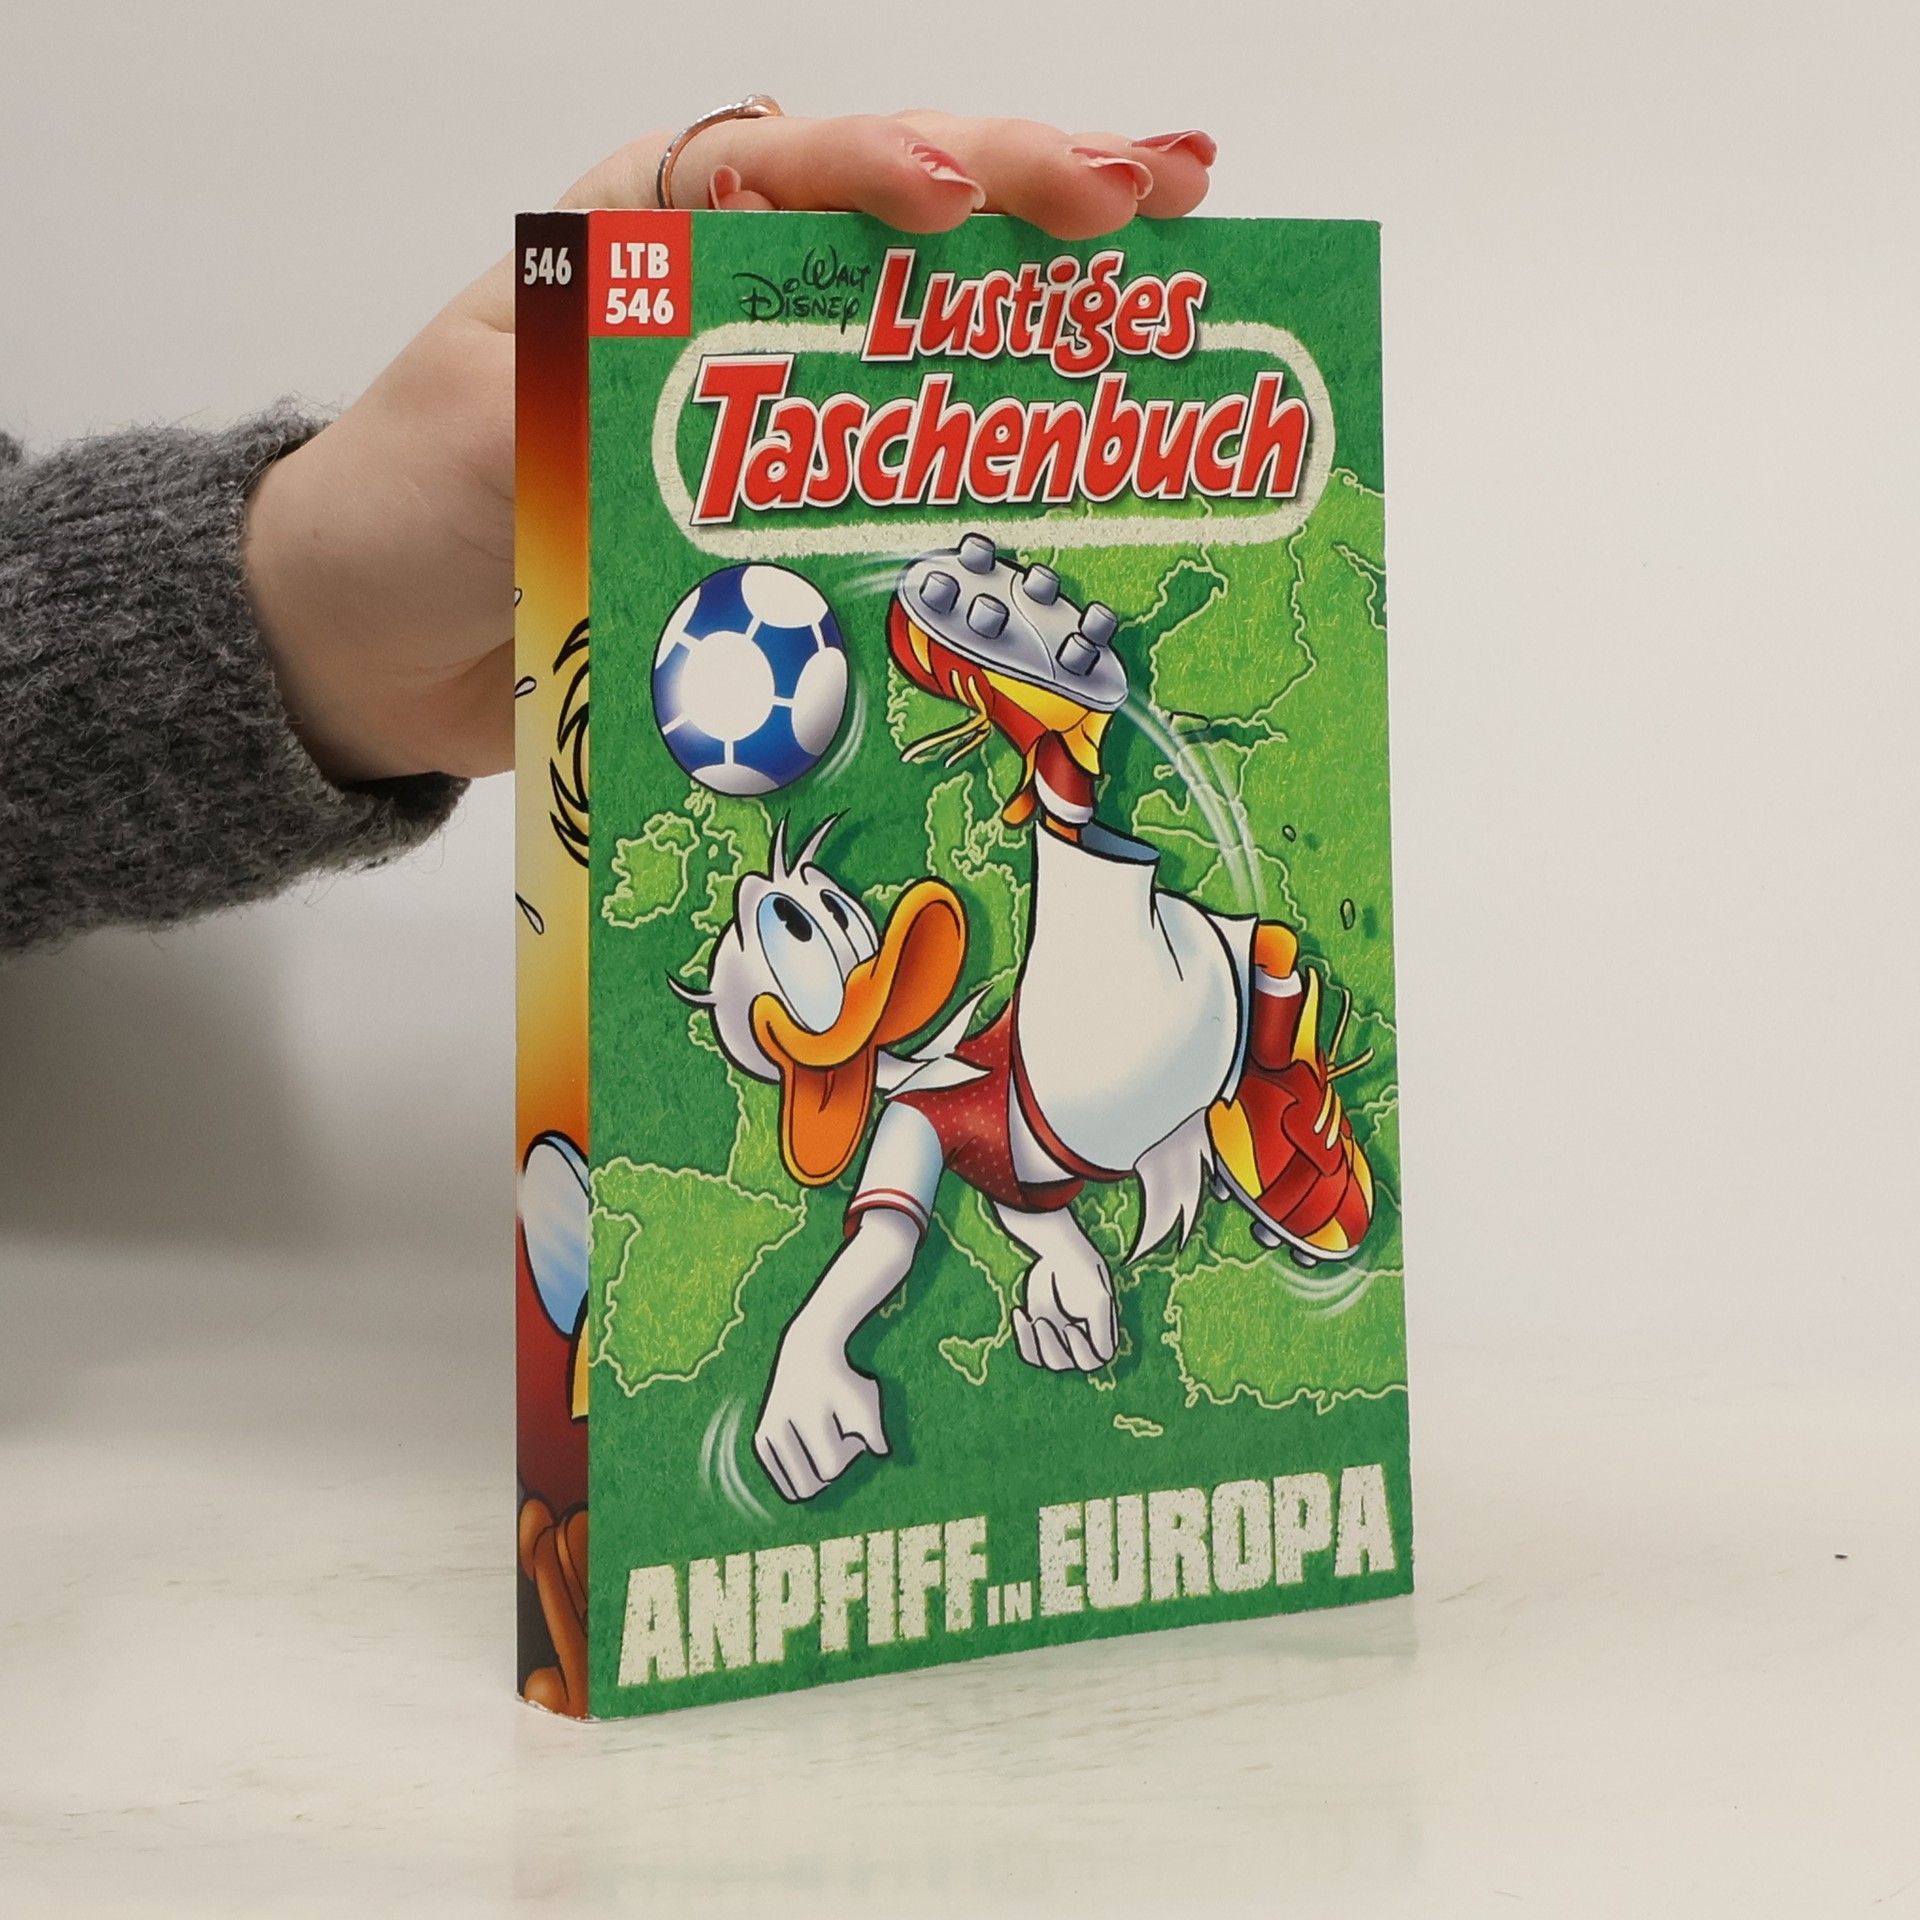 546
LTB
546
WALT
DISNEY
Lustiges
Taschenbuch
ANPFIFF IN EUROPA